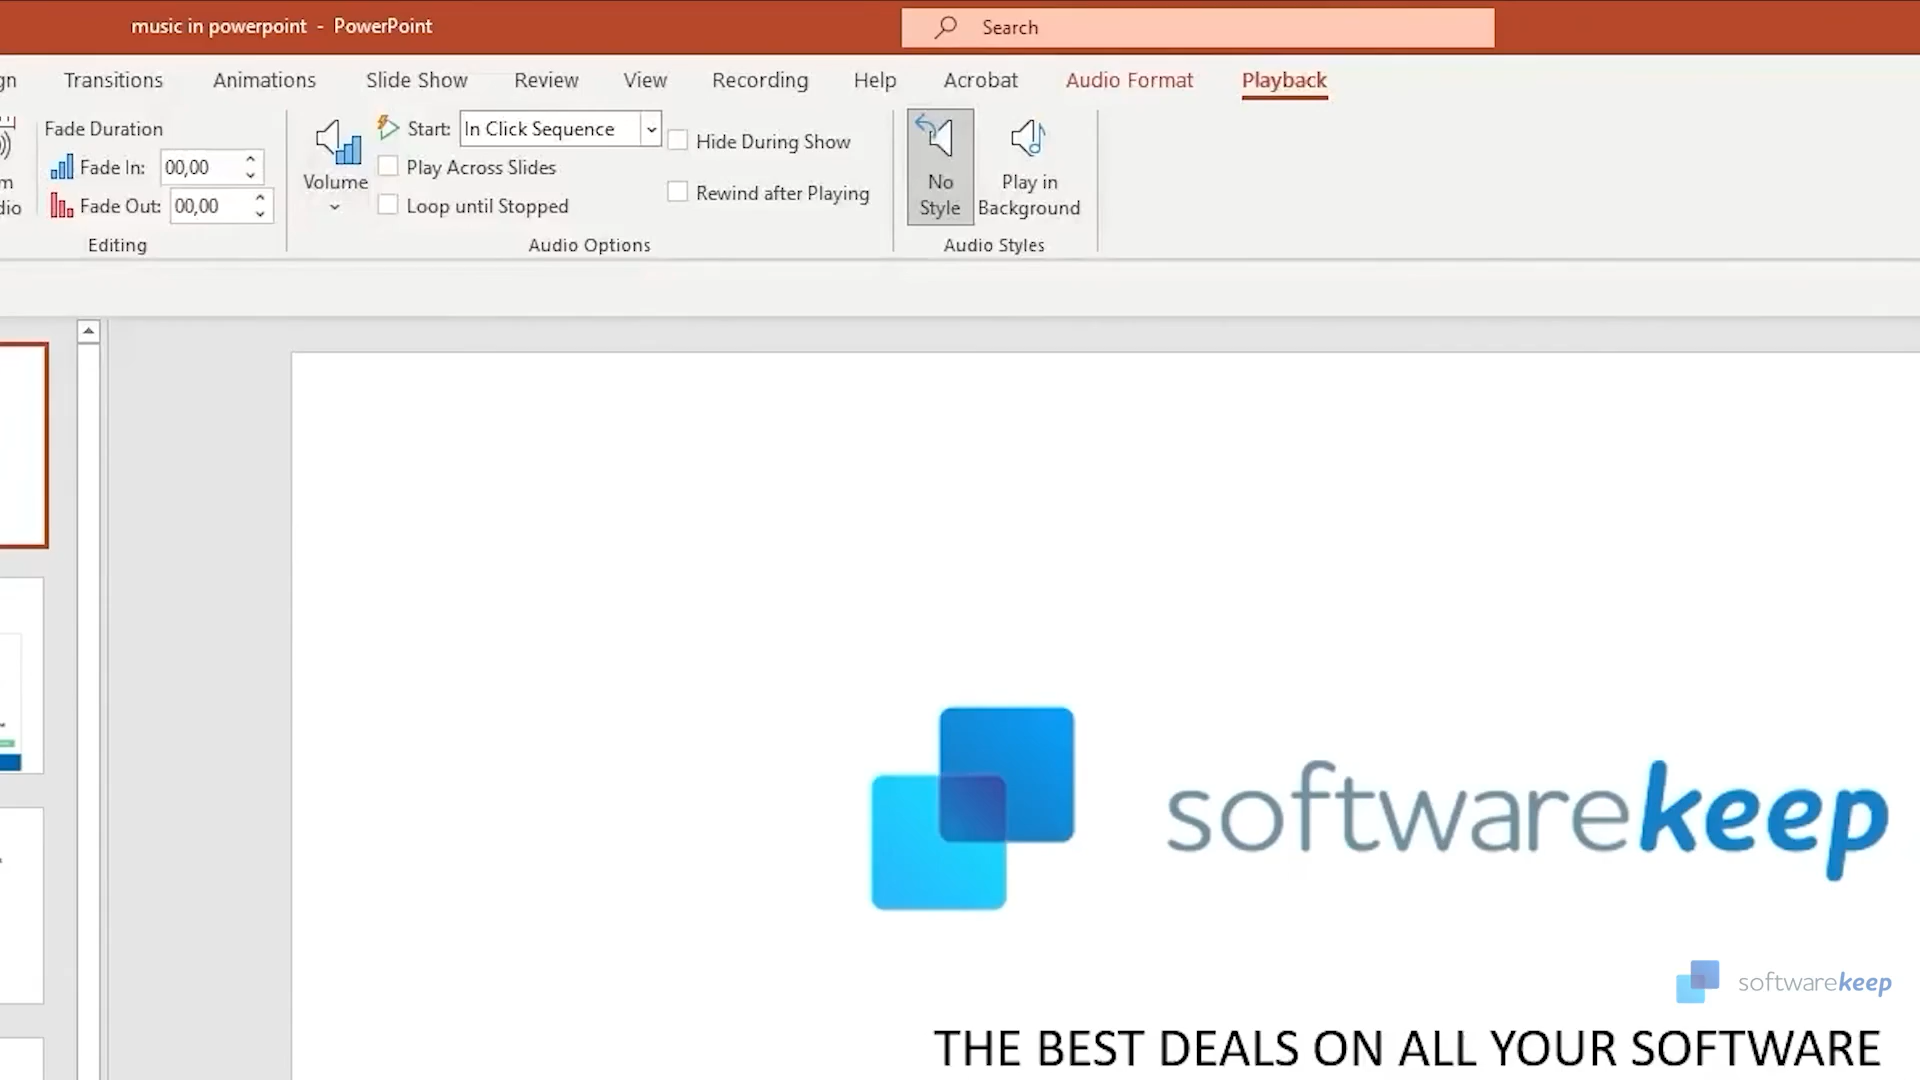 music in powerpoint - PowerPoint
Search
gn Transitions Animations Slide Show Review View Recording Help Acrobat Audio Format Playback
Fade Duration
Fade In: 00,00
Fade Out: 00,00
Editing
m
dio
Volume
Start: In Click Sequence
Play Across Slides
Loop until Stopped
Hide During Show
Rewind after Playing
Audio Options
No
Style
Play in
Background
Audio Styles
softwarekeep
softwarekeep
THE BEST DEALS ON ALL YOUR SOFTWARE